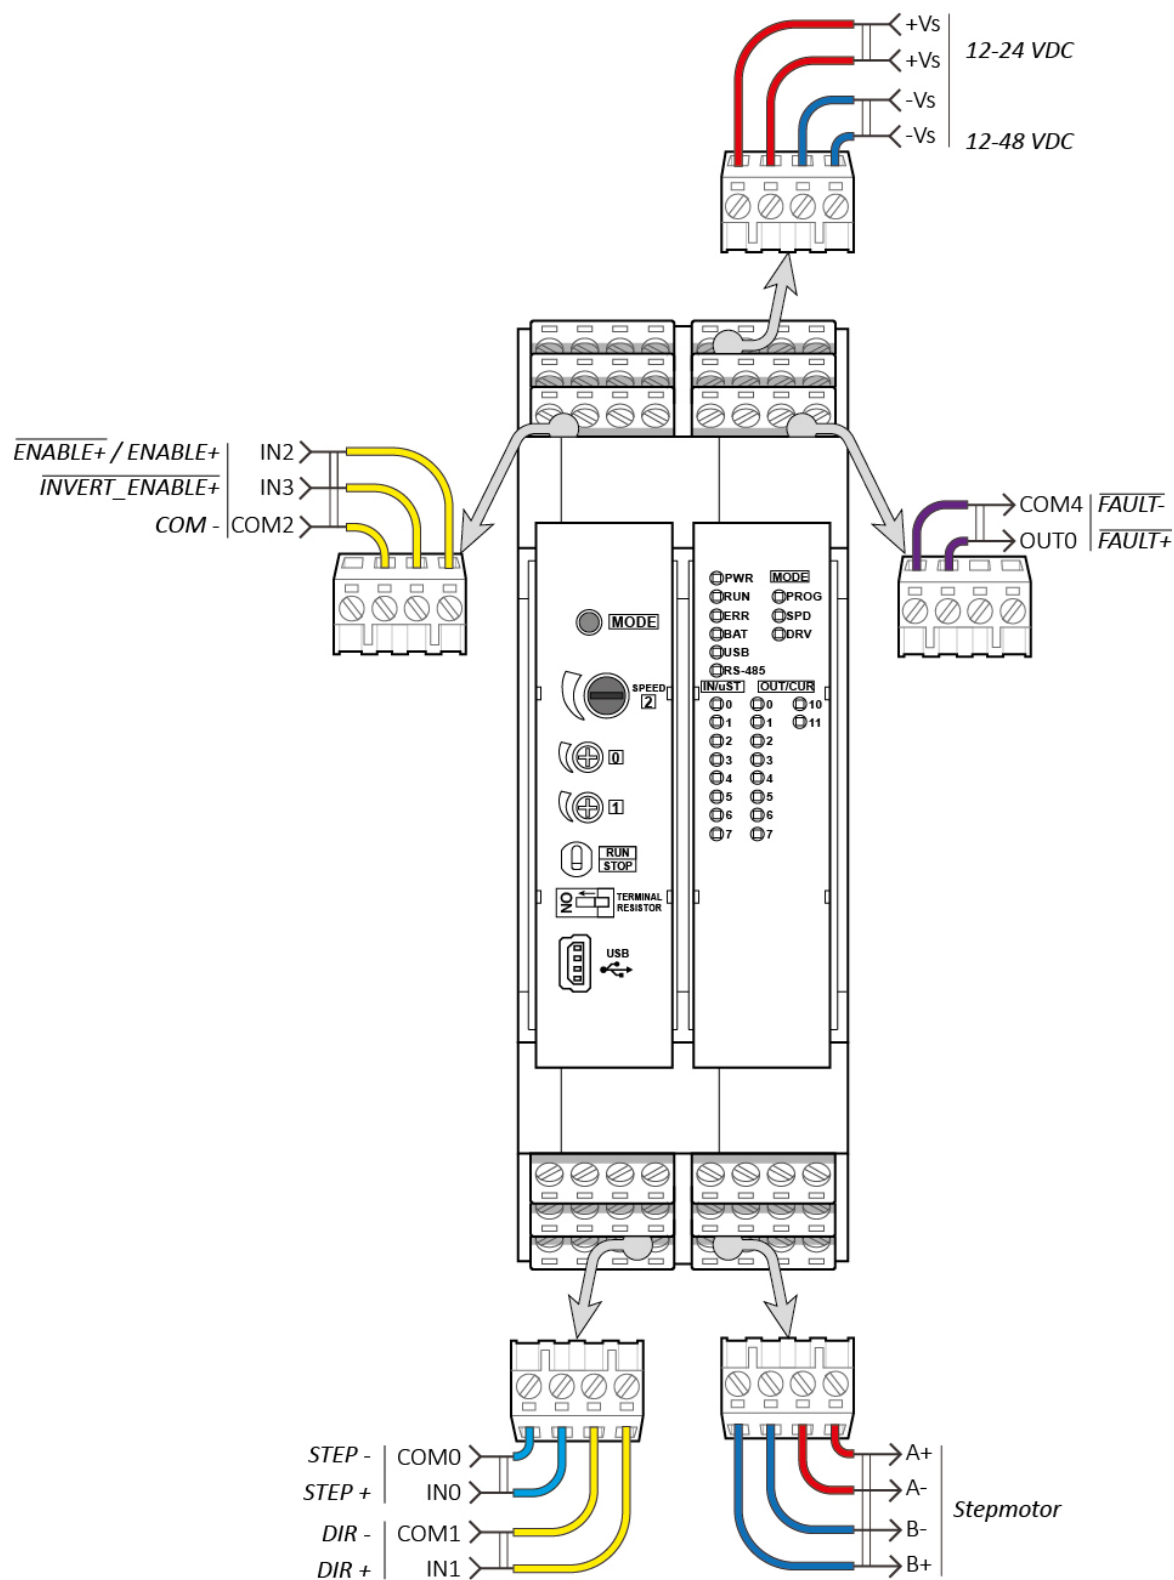 +Vs
+Vs
12-24 VDC
-Vs
-Vs
12-48 VDC
ENABLE+ / ENABLE+ IN2
INVERT_ENABLE+ IN3
COM - COM2
COM4 FAULT-
OUT0 FAULT+
MODE
SPEED
2
0
1
RUN
STOP
ON
TERMINAL
RESISTOR
USB
PWR MODE
RUN PROG
ERR SPD
BAT DRV
USB
RS-485
IN/uST OUT/CUR
0 0 10
1 1 11
2 2
3 3
4 4
5 5
6 6
7 7
STEP - COM0
STEP + IN0
DIR - COM1
DIR + IN1
A+
A-
Stepmotor
B-
B+